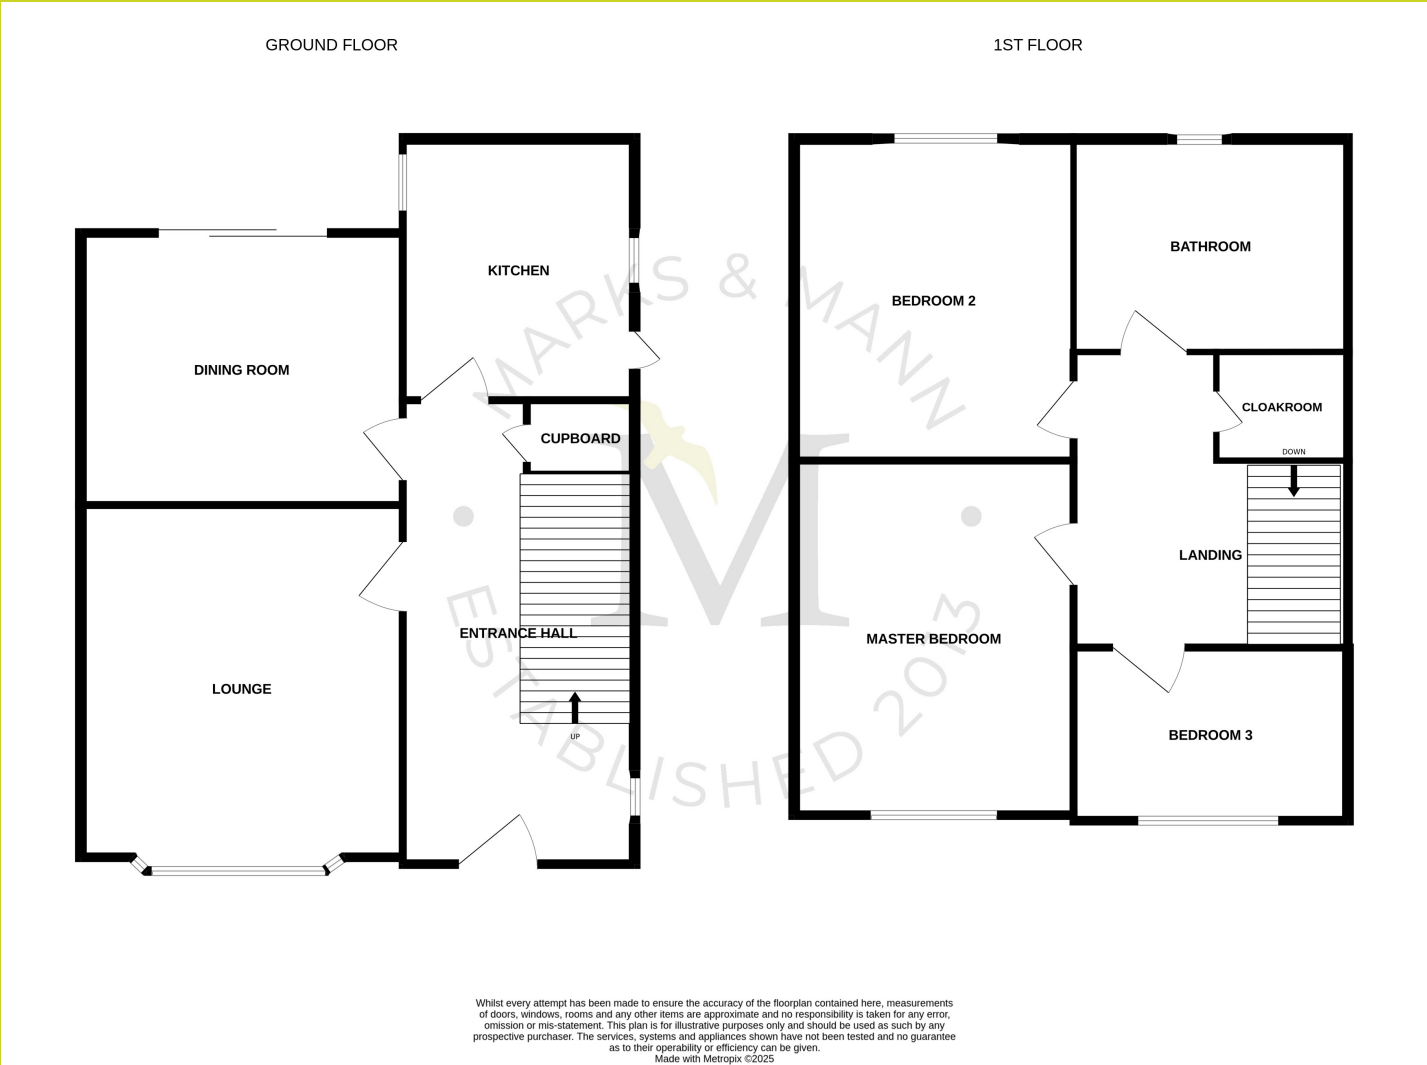 GROUND FLOOR
1ST FLOOR
KITCHEN
DINING ROOM
CUPBOARD
ENTRANCE HALL
LOUNGE
UP
BEDROOM 2
BATHROOM
CLOAKROOM
DOWN
LANDING
MASTER BEDROOM
BEDROOM 3
MARKS & MANN
M
ESTABLISHED 2013
Whilst every attempt has been made to ensure the accuracy of the floorplan contained here, measurements
of doors, windows, rooms and any other items are approximate and no responsibility is taken for any error,
omission or mis-statement. This plan is for illustrative purposes only and should be used as such by any
prospective purchaser. The services, systems and appliances shown have not been tested and no guarantee
as to their operability or efficiency can be given.
Made with Metropix ©2025